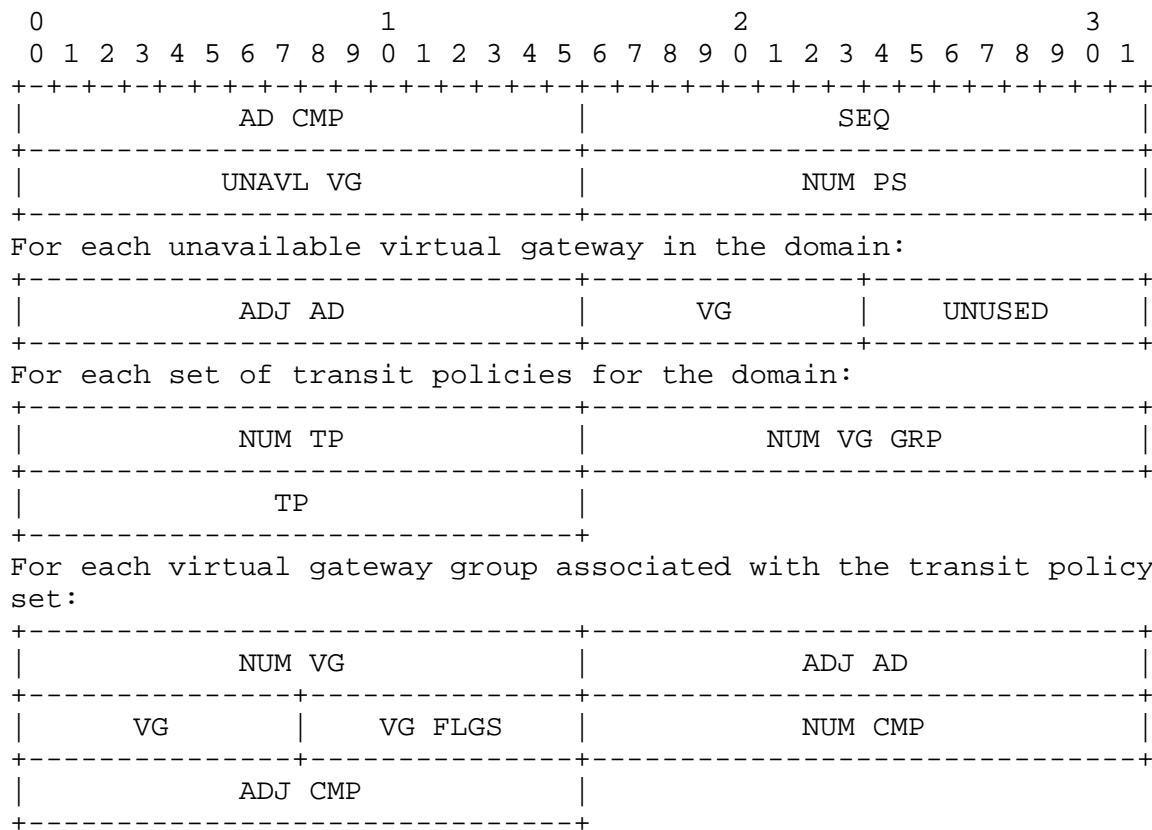 0                   1                   2                   3
 0 1 2 3 4 5 6 7 8 9 0 1 2 3 4 5 6 7 8 9 0 1 2 3 4 5 6 7 8 9 0 1
+-+-+-+-+-+-+-+-+-+-+-+-+-+-+-+-+-+-+-+-+-+-+-+-+-+-+-+-+-+-+-+-+
|            AD CMP             |              SEQ              |
+-------------------------------+-------------------------------+
|           UNAVL VG            |            NUM PS             |
+-------------------------------+-------------------------------+
For each unavailable virtual gateway in the domain:
+-------------------------------+---------------+---------------+
|            ADJ AD             |      VG       |    UNUSED     |
+-------------------------------+---------------+---------------+
For each set of transit policies for the domain:
+-------------------------------+-------------------------------+
|            NUM TP             |          NUM VG GRP           |
+-------------------------------+-------------------------------+
|              TP               |
+-------------------------------+
For each virtual gateway group associated with the transit policy
set:
+-------------------------------+-------------------------------+
|            NUM VG             |            ADJ AD             |
+---------------+---------------+-------------------------------+
|      VG       |    VG FLGS    |            NUM CMP            |
+---------------+---------------+-------------------------------+
|            ADJ CMP            |
+-------------------------------+